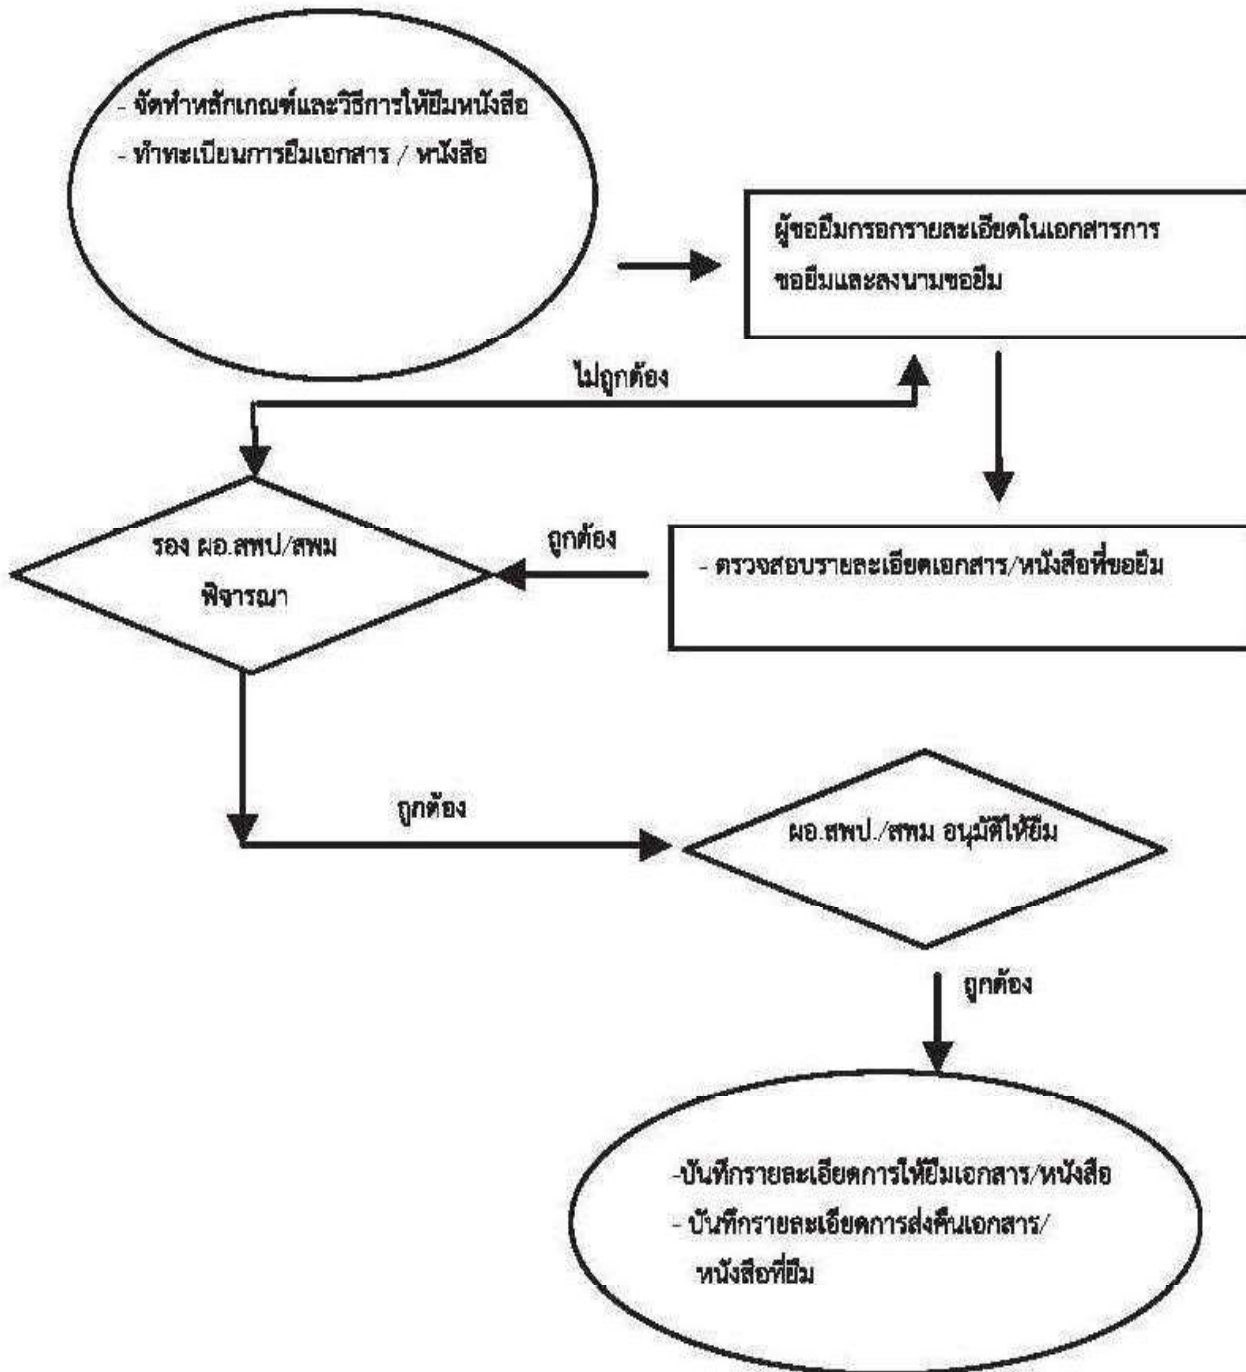 - จัดทำหลักเกณฑ์และวิธีการให้ยืมหนังสือ
- ทำทะเบียนการยืมเอกสาร / หนังสือ
ผู้ขอยืมกรอกรายละเอียดในเอกสารการ
ขอยืมและลงนามขอยืม
ไม่ถูกต้อง
รอง ผอ.สพป/สพม
พิจารณา
ถูกต้อง
- ตรวจสอบรายละเอียดเอกสาร/หนังสือที่ขอยืม
ถูกต้อง
ผอ.สพป./สพม อนุมัติให้ยืม
ถูกต้อง
-บันทึกรายละเอียดการให้ยืมเอกสาร/หนังสือ
- บันทึกรายละเอียดการส่งคืนเอกสาร/
หนังสือที่ยืม